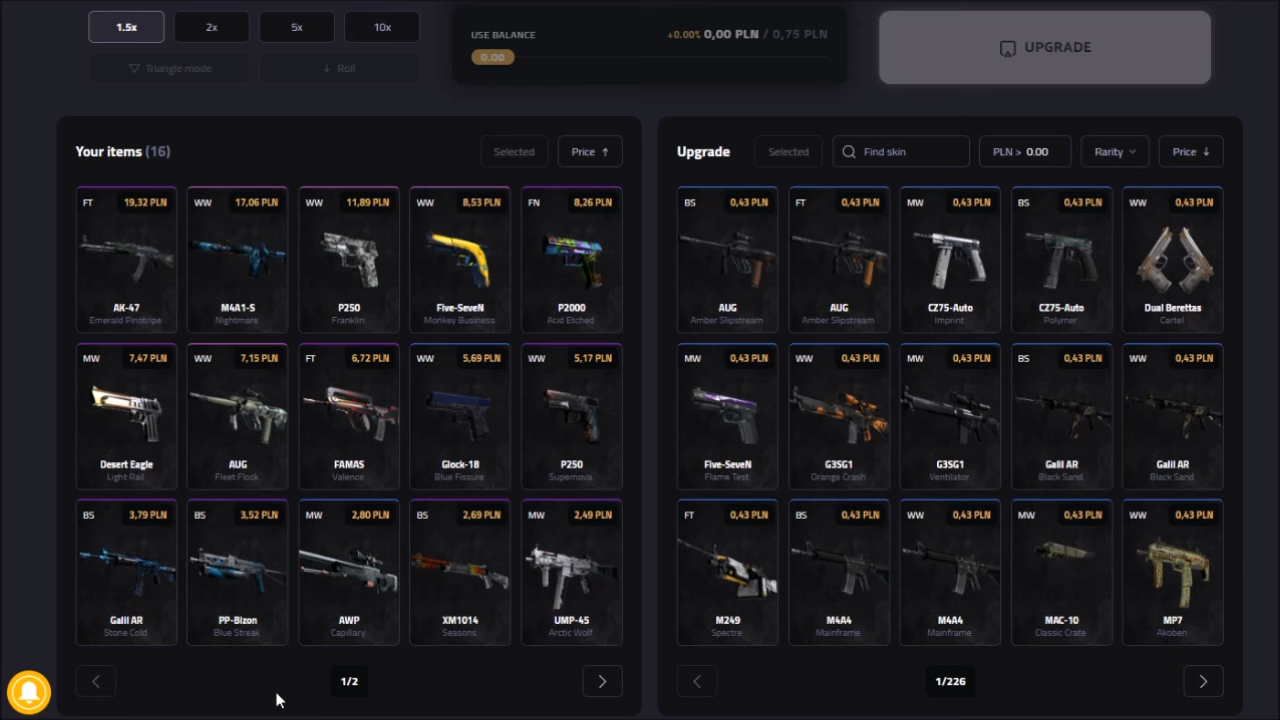 1.5x 2x 5x 10x
Triangle mode Roll
USE BALANCE +0.00% 0,00 PLN / 0,75 PLN
0.00
UPGRADE
Your items (16) Selected Price ↑
FT 19,32 PLN WW 17,06 PLN WW 11,89 PLN WW 8,53 PLN FN 8,26 PLN
AK-47 M4A1-S P250 Five-SeveN P2000
Emerald Pinstripe Nightmare Franklin Monkey Business Acid Etched
MW 7,47 PLN WW 7,15 PLN FT 6,72 PLN WW 5,69 PLN WW 5,17 PLN
Desert Eagle AUG FAMAS Glock-18 P250
Light Rail Fleet Flock Valence Blue Fissure Supernova
BS 3,79 PLN BS 3,52 PLN MW 2,80 PLN BS 2,69 PLN MW 2,49 PLN
Galil AR PP-Bizon AWP XM1014 UMP-45
Stone Cold Blue Streak Capillary Seasons Arctic Wolf
1/2
Upgrade Selected Find skin PLN > 0.00 Rarity Price ↓
BS 0,43 PLN FT 0,43 PLN MW 0,43 PLN BS 0,43 PLN WW 0,43 PLN
AUG AUG CZ75-Auto CZ75-Auto Dual Berettas
Amber Slipstream Amber Slipstream Imprint Polymer Cartel
MW 0,43 PLN WW 0,43 PLN MW 0,43 PLN BS 0,43 PLN WW 0,43 PLN
Five-SeveN G3SG1 G3SG1 Galil AR Galil AR
Flame Test Orange Crash Ventilator Black Sand Black Sand
FT 0,43 PLN BS 0,43 PLN WW 0,43 PLN MW 0,43 PLN WW 0,43 PLN
M249 M4A4 M4A4 MAC-10 MP7
Spectre Mainframe Mainframe Classic Crate Akoben
1/226